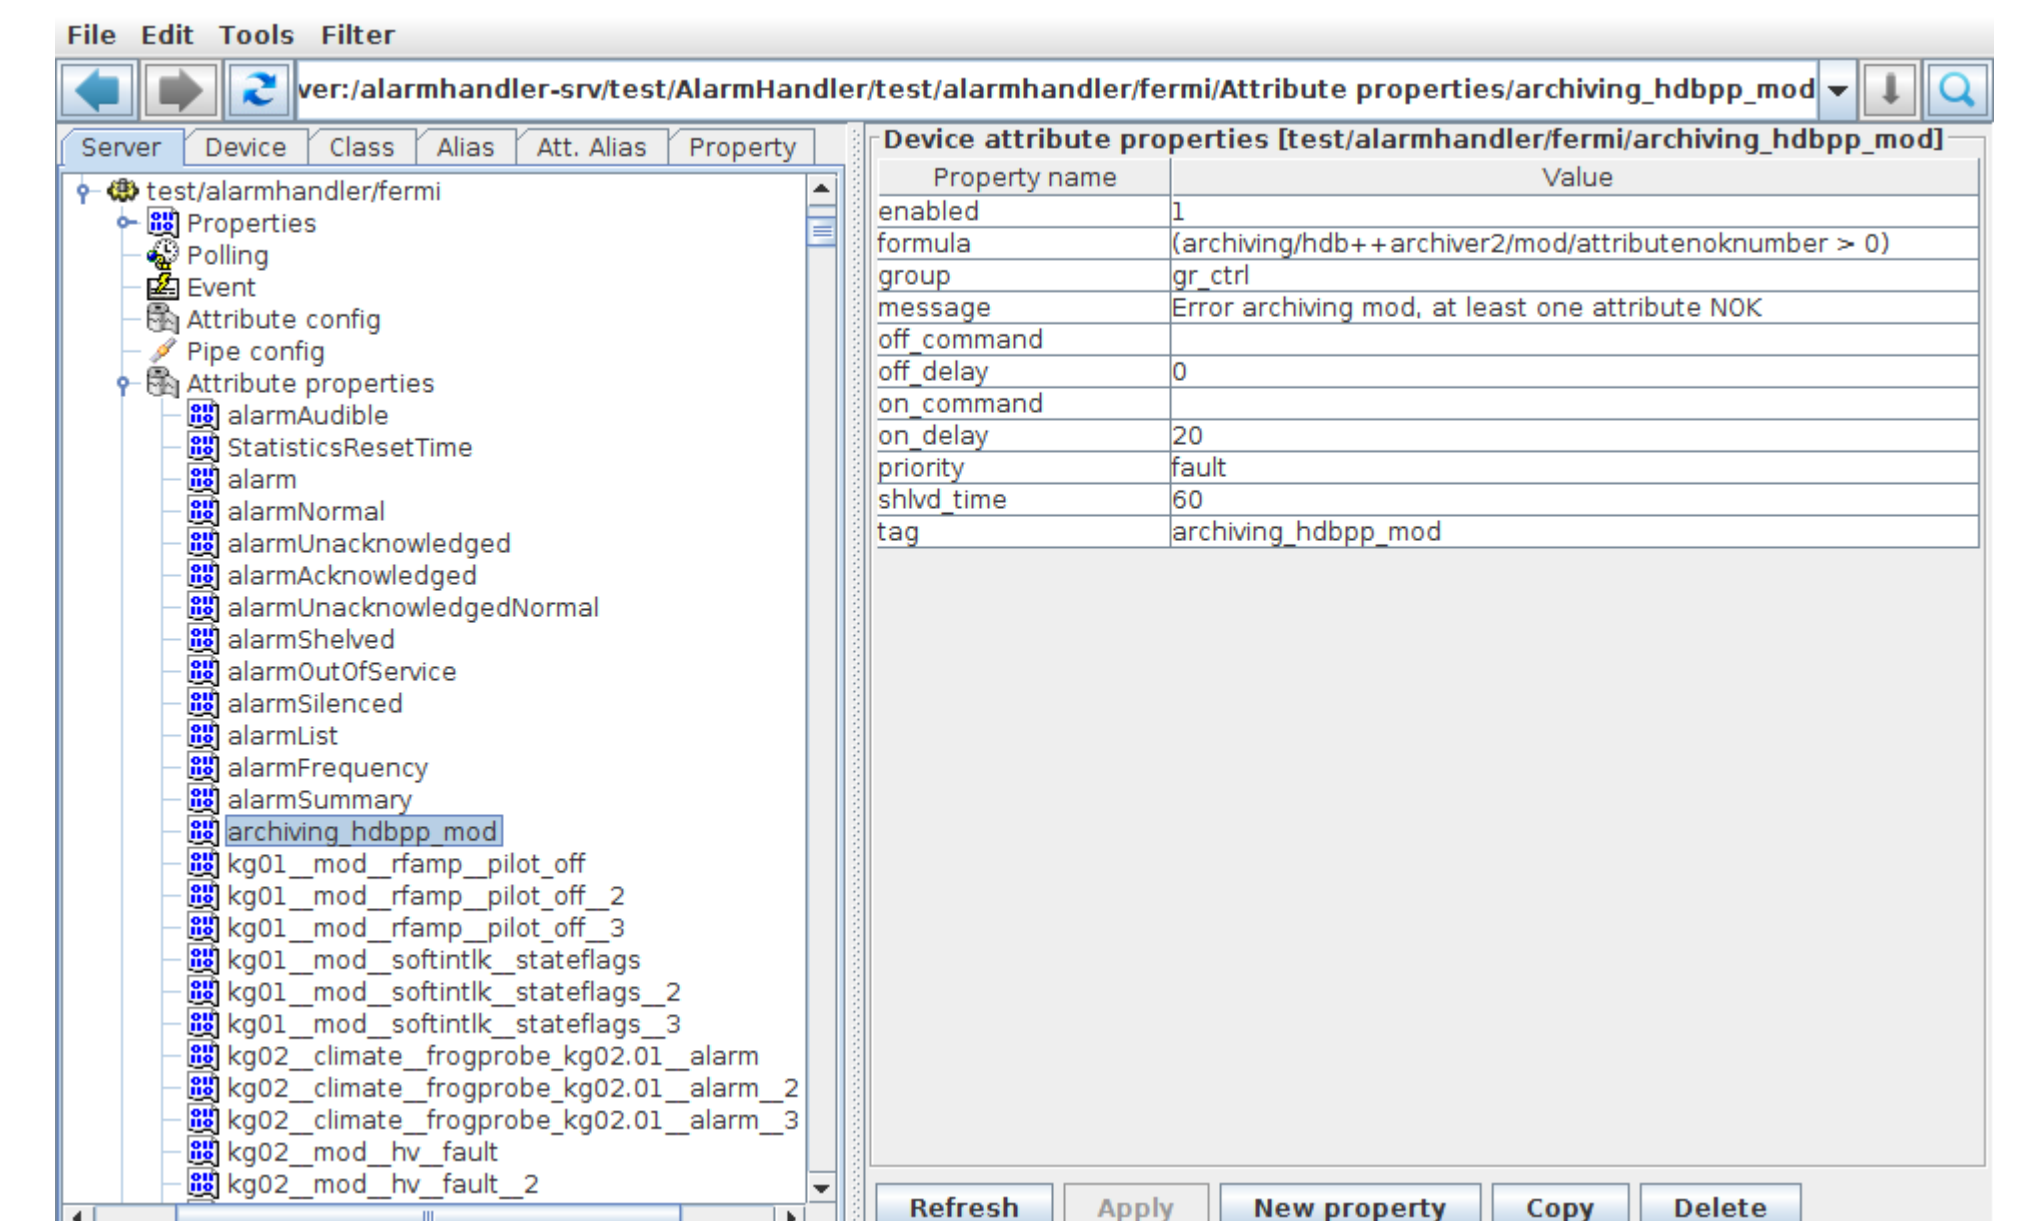 File Edit Tools Filter
ver:/alarmhandler-srv/test/AlarmHandler/test/alarmhandler/fermi/Attribute properties/archiving_hdbpp_mod
Server Device Class Alias Att. Alias Property
test/alarmhandler/fermi
Properties
Polling
Event
Attribute config
Pipe config
Attribute properties
alarmAudible
StatisticsResetTime
alarm
alarmNormal
alarmUnacknowledged
alarmAcknowledged
alarmUnacknowledgedNormal
alarmShelved
alarmOutOfService
alarmSilenced
alarmList
alarmFrequency
alarmSummary
archiving_hdbpp_mod
kg01__mod__rfamp__pilot_off
kg01__mod__rfamp__pilot_off__2
kg01__mod__rfamp__pilot_off__3
kg01__mod__softintlk__stateflags
kg01__mod__softintlk__stateflags__2
kg01__mod__softintlk__stateflags__3
kg02__climate__frogprobe_kg02.01__alarm
kg02__climate__frogprobe_kg02.01__alarm__2
kg02__climate__frogprobe_kg02.01__alarm__3
kg02__mod__hv__fault
kg02__mod__hv__fault__2
Device attribute properties [test/alarmhandler/fermi/archiving_hdbpp_mod]
Property name Value
enabled 1
formula (archiving/hdb++archiver2/mod/attributenoknumber > 0)
group gr_ctrl
message Error archiving mod, at least one attribute NOK
off_command
off_delay 0
on_command
on_delay 20
priority fault
shlvd_time 60
tag archiving_hdbpp_mod
Refresh Apply New property Copy Delete